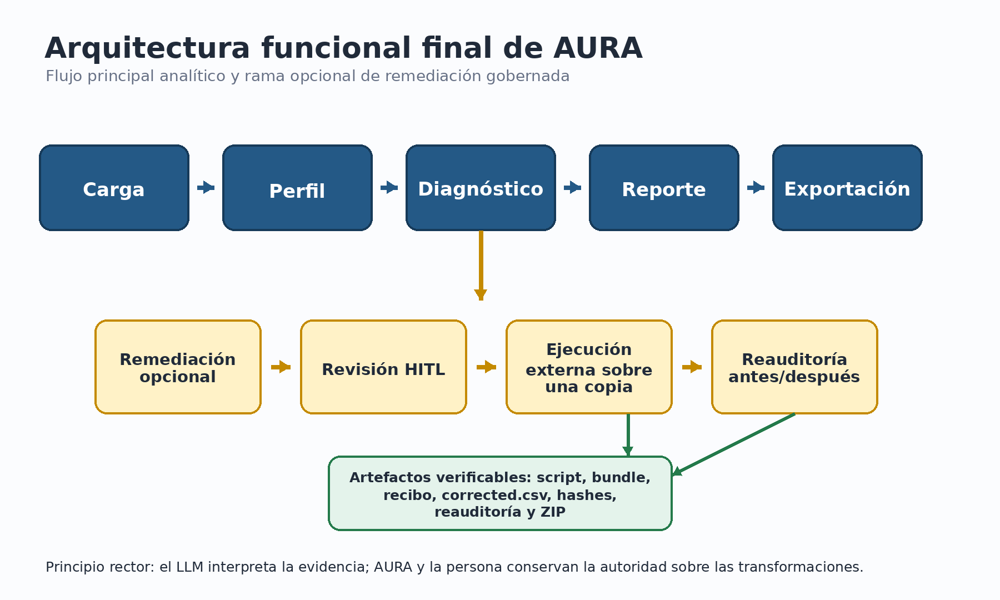 Arquitectura funcional final de AURA
Flujo principal analítico y rama opcional de remediación gobernada
Carga
Perfil
Diagnóstico
Reporte
Exportación
Remediación
opcional
Revisión HITL
Ejecución
externa sobre
una copia
Reauditoría
antes/después
Artefactos verificables: script, bundle,
recibo, corrected.csv, hashes,
reauditoría y ZIP
Principio rector: el LLM interpreta la evidencia; AURA y la persona conservan la autoridad sobre las transformaciones.